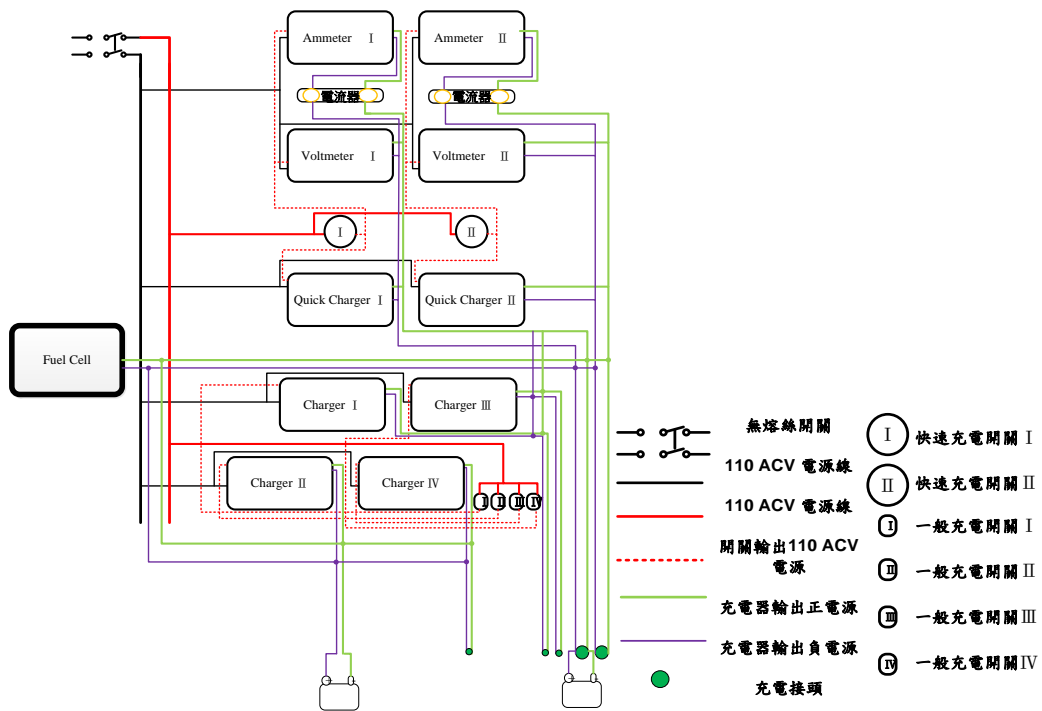 Ammeter Ⅰ
Ammeter Ⅱ
電流器
電流器
Voltmeter Ⅰ
Voltmeter Ⅱ
Ⅰ
Ⅱ
Quick Charger Ⅰ
Quick Charger Ⅱ
Fuel Cell
Charger Ⅰ
Charger Ⅲ
Charger Ⅱ
Charger Ⅳ
Ⅰ
Ⅱ
Ⅲ
Ⅳ
無熔絲開關
110 ACV 電源線
110 ACV 電源線
開關輸出110 ACV
電源
充電器輸出正電源
充電器輸出負電源
充電接頭
Ⅰ
快速充電開關Ⅰ
Ⅱ
快速充電開關Ⅱ
Ⅰ
一般充電開關Ⅰ
Ⅱ
一般充電開關Ⅱ
Ⅲ
一般充電開關Ⅲ
Ⅳ
一般充電開關Ⅳ